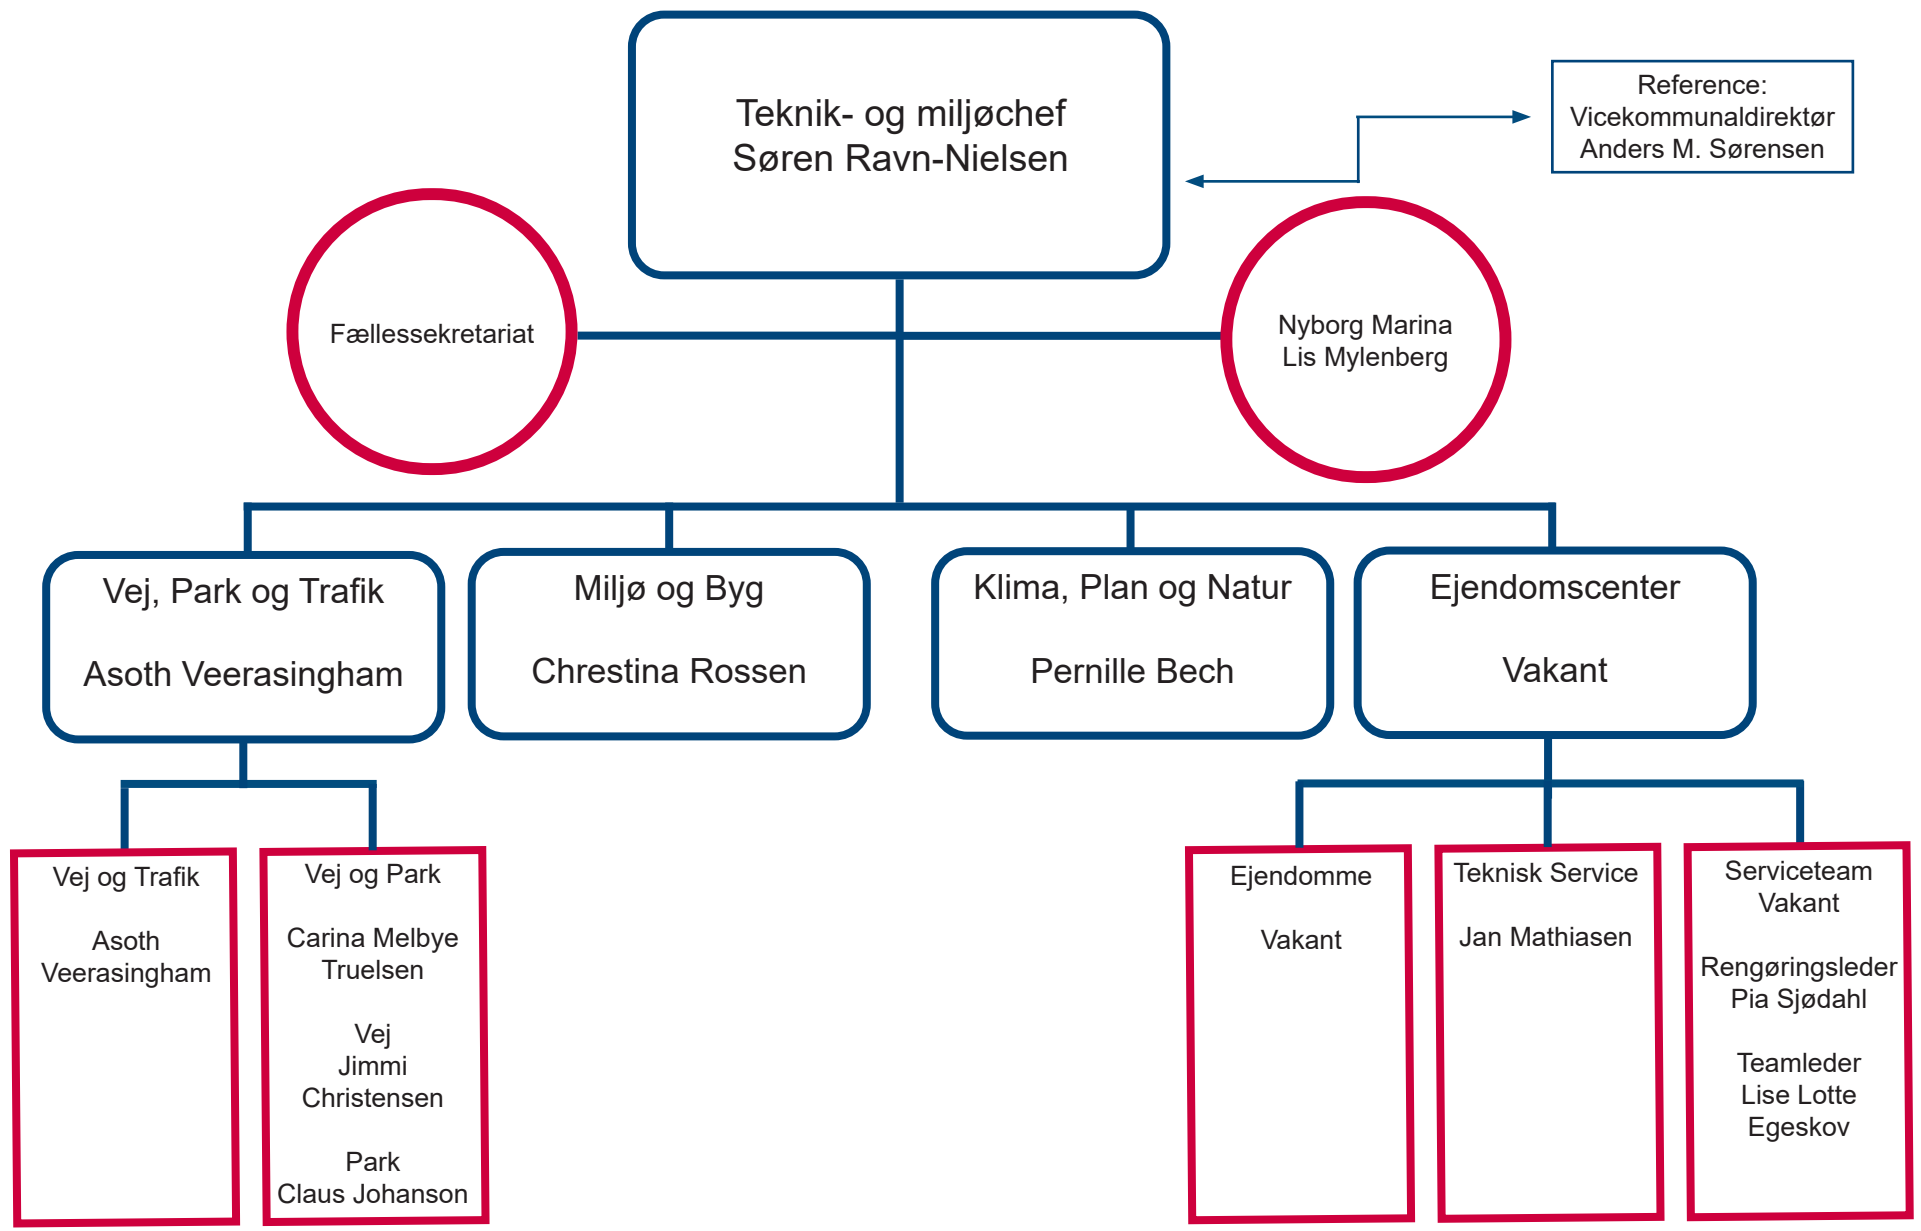 Teknik- og miljøchef
Søren Ravn-Nielsen
Reference:
Vicekommunaldirektør
Anders M. Sørensen
Fællessekretariat
Nyborg Marina
Lis Mylenberg
Vej, Park og Trafik
Asoth Veerasingham
Miljø og Byg
Chrestina Rossen
Klima, Plan og Natur
Pernille Bech
Ejendomscenter
Vakant
Vej og Trafik
Asoth
Veerasingham
Vej og Park
Carina Melbye
Truelsen
Vej
Jimmi
Christensen
Park
Claus Johanson
Ejendomme
Vakant
Teknisk Service
Jan Mathiasen
Serviceteam
Vakant
Rengøringsleder
Pia Sjødahl
Teamleder
Lise Lotte
Egeskov